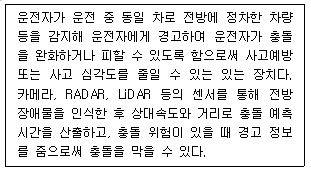 운전자가 운전 중 동일 차로 전방에 정차한 차량
등을 감지해 운전자에게 경고하며 운전자가 충돌
을 완화하거나 피할 수 있도록 함으로써 사고예방
또는 사고 심각도를 줄일 수 있는 있는 장치다.
카메라, RADAR, LiDAR 등의 센서를 통해 전방
장애물을 인식한 후 상대속도와 거리로 충돌 예측
시간을 산출하고, 충돌 위험이 있을 때 경고 정보
를 줌으로써 충돌을 막을 수 있다.